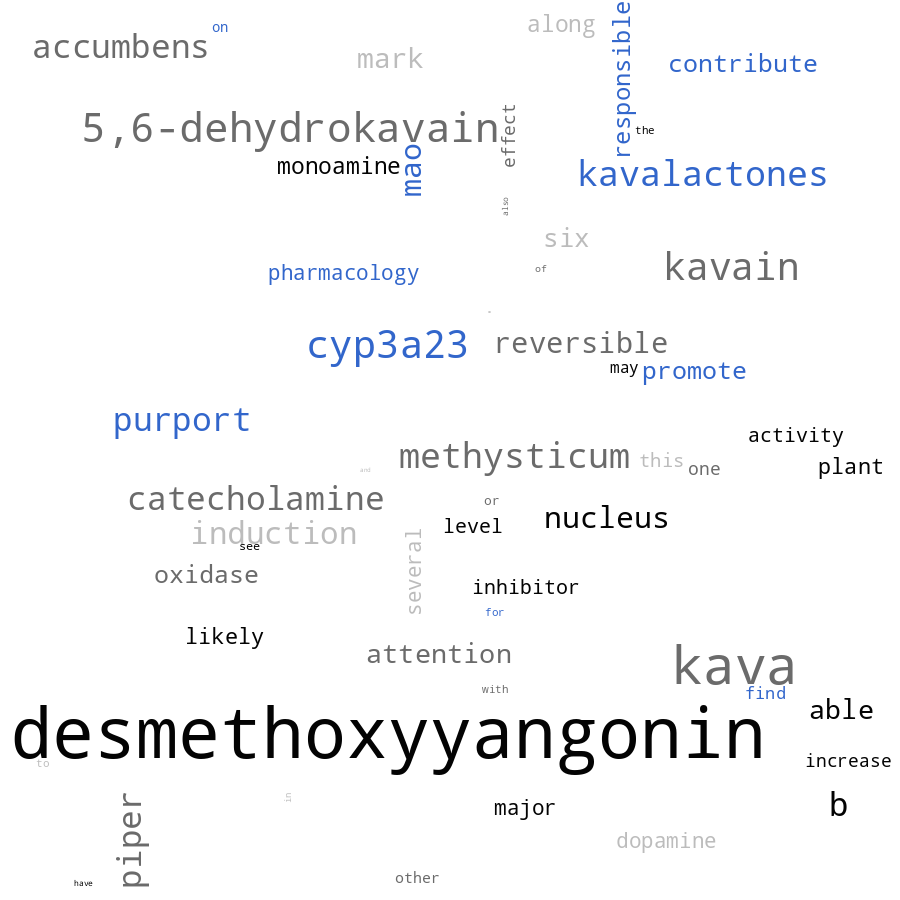 along
on
responsible
accumbens
mark
contribute
5,6-dehydrokavain
effect
the
monoamine
mao
kavalactones
also
six
of
kavain
pharmacology
-
cyp3a23
reversible
may
promote
purport
activity
methysticum
this
one
plant
and
catecholamine
or
nucleus
level
induction
see
several
oxidase
inhibitor
for
likely
attention
kava
with
find
able
desmethoxyyangonin
to
increase
in
b
major
piper
dopamine
other
have